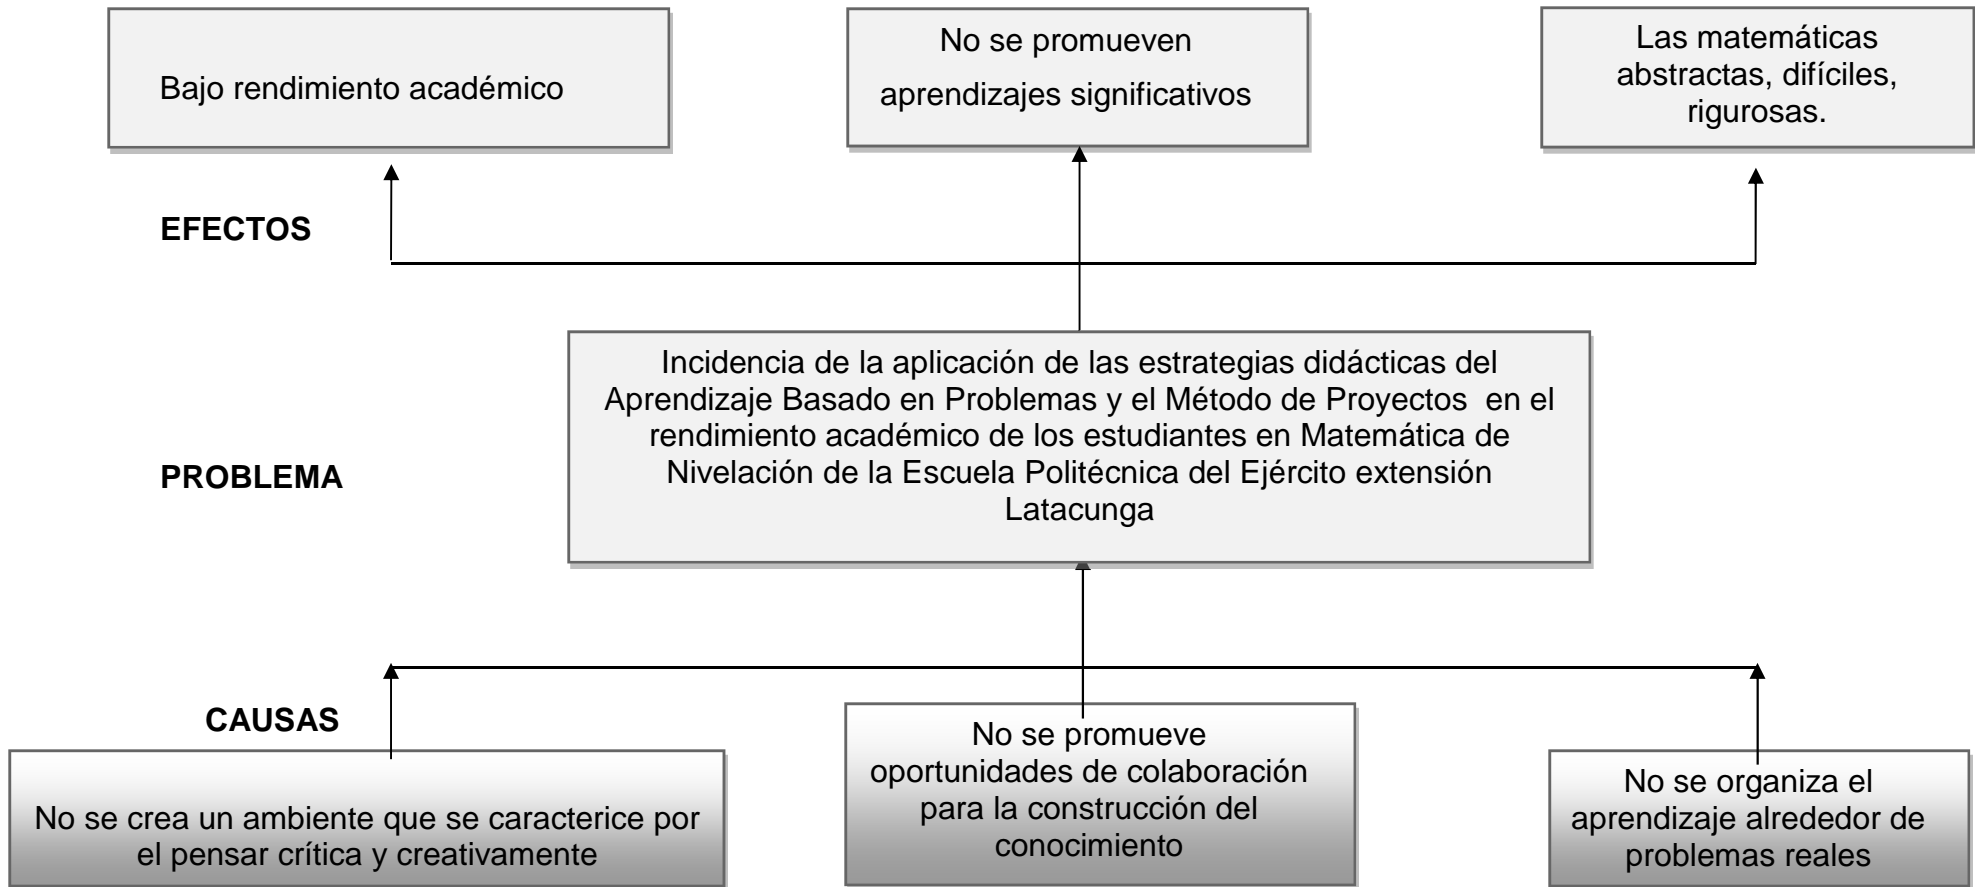 Bajo rendimiento académico
No se promueven
aprendizajes significativos
Las matemáticas
abstractas, difíciles,
rigurosas.
EFECTOS
PROBLEMA
Incidencia de la aplicación de las estrategias didácticas del
Aprendizaje Basado en Problemas y el Método de Proyectos en el
rendimiento académico de los estudiantes en Matemática de
Nivelación de la Escuela Politécnica del Ejército extensión
Latacunga
CAUSAS
No se crea un ambiente que se caracterice por
el pensar crítica y creativamente
No se promueve
oportunidades de colaboración
para la construcción del
conocimiento
No se organiza el
aprendizaje alrededor de
problemas reales